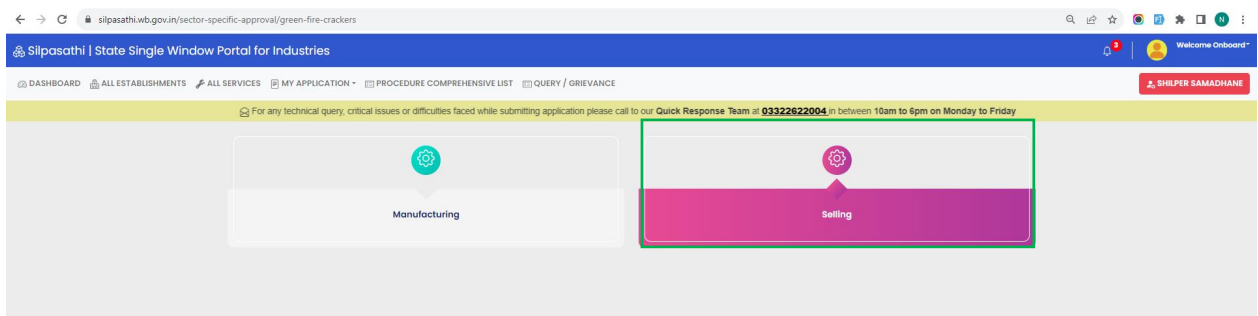 silpasathi.wb.gov.in/sector-specific-approval/green-fire-crackers
N
Silpasathi | State Single Window Portal for Industries
3
Welcome Onboard
DASHBOARD ALL ESTABLISHMENTS ALL SERVICES MY APPLICATION PROCEDURE COMPREHENSIVE LIST QUERY / GRIEVANCE SHILPER SAMADHANE
For any technical query, critical issues or difficulties faced while submitting application please call to our Quick Response Team at 03322622004 in between 10am to 6pm on Monday to Friday
Manufacturing Selling